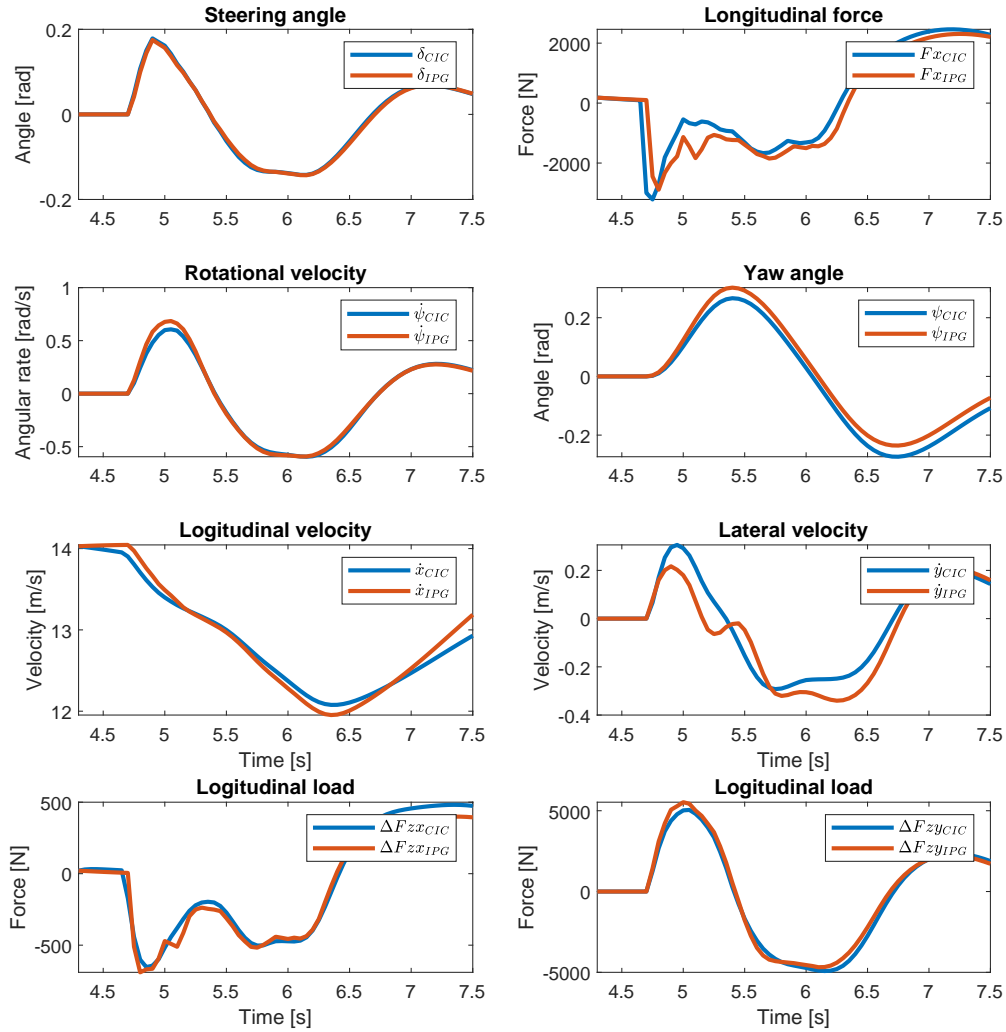 Steering angle
Angle [rad]
0.2
0
-0.2
4.5 5 5.5 6 6.5 7 7.5
δCIC
δIPG
Longitudinal force
Force [N]
2000
0
-2000
4.5 5 5.5 6 6.5 7 7.5
FxCIC
FxIPG
Rotational velocity
Angular rate [rad/s]
1
0.5
0
-0.5
4.5 5 5.5 6 6.5 7 7.5
ψ̇CIC
ψ̇IPG
Yaw angle
Angle [rad]
0.2
0
-0.2
4.5 5 5.5 6 6.5 7 7.5
ψCIC
ψIPG
Logitudinal velocity
Velocity [m/s]
14
13
12
4.5 5 5.5 6 6.5 7 7.5
Time [s]
ẋCIC
ẋIPG
Lateral velocity
Velocity [m/s]
0.2
0
-0.2
-0.4
4.5 5 5.5 6 6.5 7 7.5
Time [s]
ẏCIC
ẏIPG
Logitudinal load
Force [N]
500
0
-500
4.5 5 5.5 6 6.5 7 7.5
Time [s]
ΔFzxCIC
ΔFzxIPG
Logitudinal load
Force [N]
5000
0
-5000
4.5 5 5.5 6 6.5 7 7.5
Time [s]
ΔFzyCIC
ΔFzyIPG